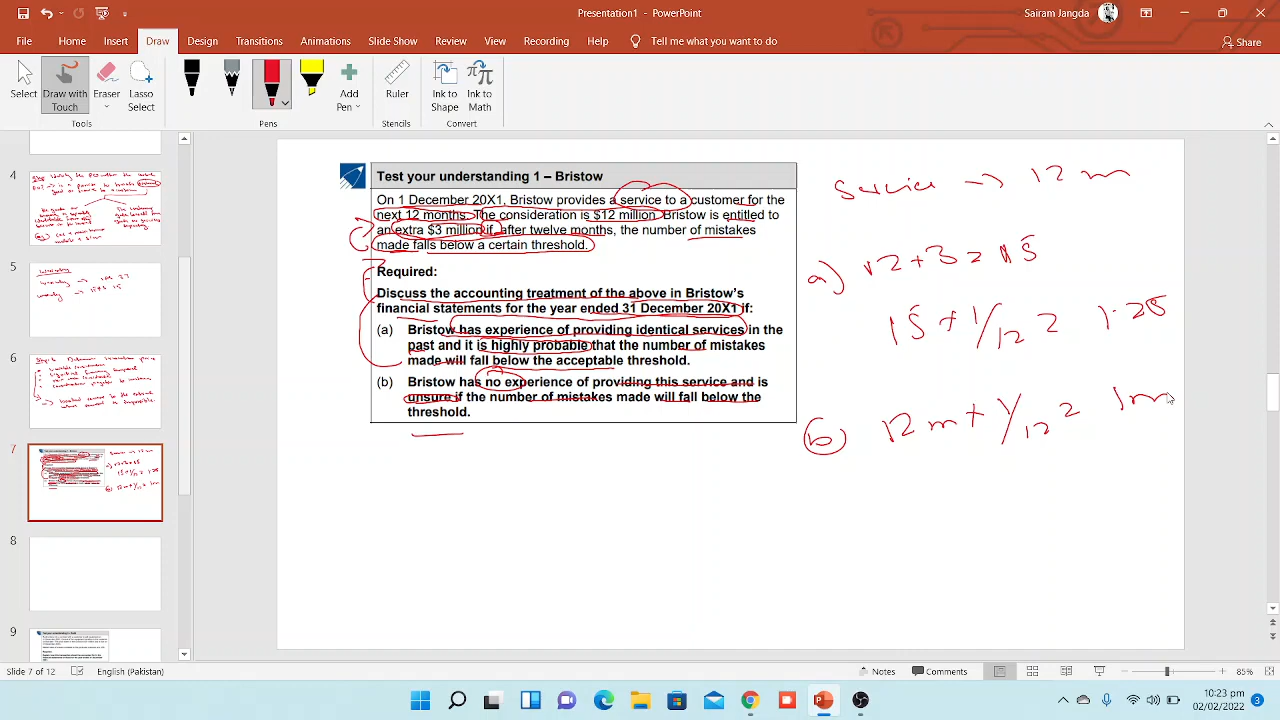 Presentation1 - PowerPoint
Sairam Jangda
File Home Insert Draw Design Transitions Animations Slide Show Review View Recording Help Tell me what you want to do
Share
Select
Draw with Touch
Eraser
Lasso Select
Add Pen
Ruler
Ink to Shape
Ink to Math
Tools
Pens
Stencils
Convert
4
5
6
7
8
9
Test your understanding 1 – Bristow
On 1 December 20X1, Bristow provides a service to a customer for the
next 12 months. The consideration is $12 million. Bristow is entitled to
an extra $3 million if, after twelve months, the number of mistakes
made falls below a certain threshold.
Required:
Discuss the accounting treatment of the above in Bristow's
financial statements for the year ended 31 December 20X1 if:
(a) Bristow has experience of providing identical services in the
past and it is highly probable that the number of mistakes
made will fall below the acceptable threshold.
(b) Bristow has no experience of providing this service and is
unsure if the number of mistakes made will fall below the
threshold.
Service → 12 m
a) 12+3 = 15
15 + 1/12 = 1.25
(b) 12 m + 1/12 = 1m
Slide 7 of 12
English (Pakistan)
Notes
Comments
85%
10:23 pm
02/02/2022
3